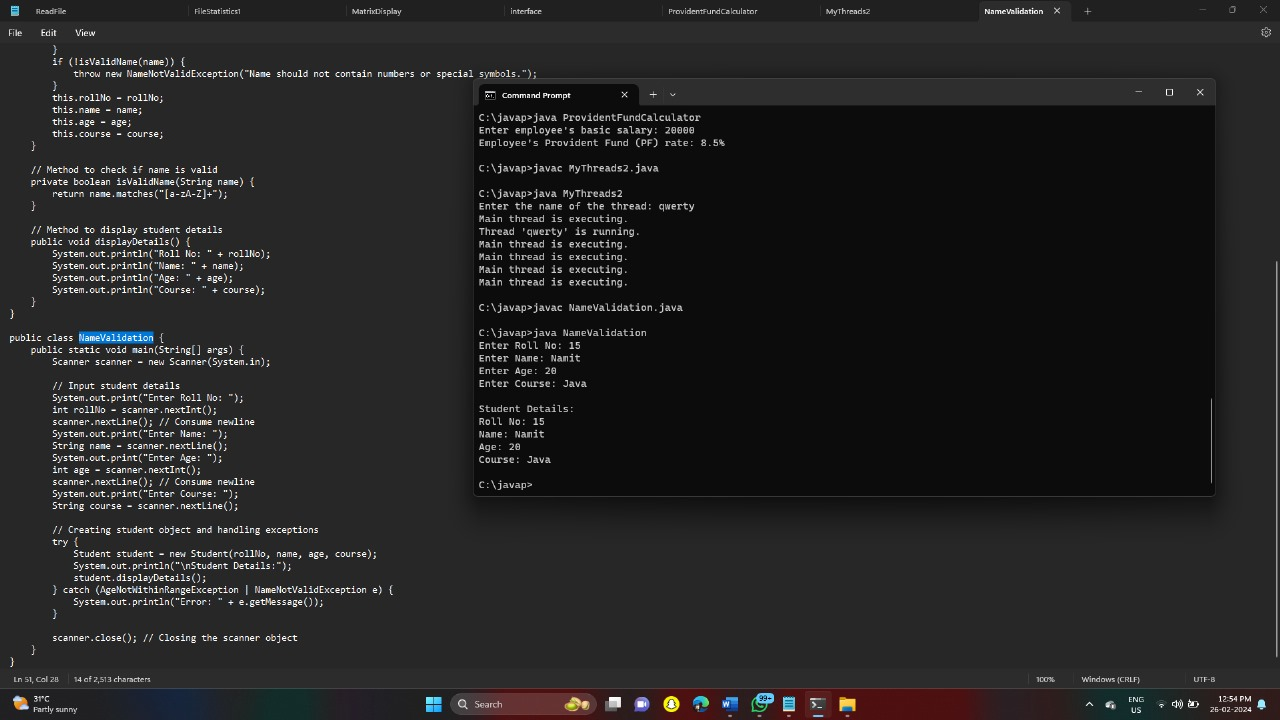 ReadFile FileStatistics1 MatrixDisplay interface ProvidentFundCalculator MyThreads2 NameValidation
File Edit View
}
if (!isValidName(name)) {
throw new NameNotValidException("Name should not contain numbers or special symbols.");
}
this.rollNo = rollNo;
this.name = name;
this.age = age;
this.course = course;
}
// Method to check if name is valid
private boolean isValidName(String name) {
return name.matches("[a-zA-Z]+");
}
// Method to display student details
public void displayDetails() {
System.out.println("Roll No: " + rollNo);
System.out.println("Name: " + name);
System.out.println("Age: " + age);
System.out.println("Course: " + course);
}
}
public class NameValidation {
public static void main(String[] args) {
Scanner scanner = new Scanner(System.in);
// Input student details
System.out.print("Enter Roll No: ");
int rollNo = scanner.nextInt();
scanner.nextLine(); // Consume newline
System.out.print("Enter Name: ");
String name = scanner.nextLine();
System.out.print("Enter Age: ");
int age = scanner.nextInt();
scanner.nextLine(); // Consume newline
System.out.print("Enter Course: ");
String course = scanner.nextLine();
// Creating student object and handling exceptions
try {
Student student = new Student(rollNo, name, age, course);
System.out.println("\nStudent Details:");
student.displayDetails();
} catch (AgeNotWithinRangeException | NameNotValidException e) {
System.out.println("Error: " + e.getMessage());
}
scanner.close(); // Closing the scanner object
}
}
Command Prompt
C:\javap>java ProvidentFundCalculator
Enter employee's basic salary: 20000
Employee's Provident Fund (PF) rate: 8.5%
C:\javap>javac MyThreads2.java
C:\javap>java MyThreads2
Enter the name of the thread: qwerty
Main thread is executing.
Thread 'qwerty' is running.
Main thread is executing.
Main thread is executing.
Main thread is executing.
Main thread is executing.
C:\javap>javac NameValidation.java
C:\javap>java NameValidation
Enter Roll No: 15
Enter Name: Namit
Enter Age: 20
Enter Course: Java
Student Details:
Roll No: 15
Name: Namit
Age: 20
Course: Java
C:\javap>
Ln 51, Col 28 14 of 2,513 characters 100% Windows (CRLF) UTF-8
31°C
Partly sunny
Search
99+
ENG
US
12:54 PM
26-02-2024